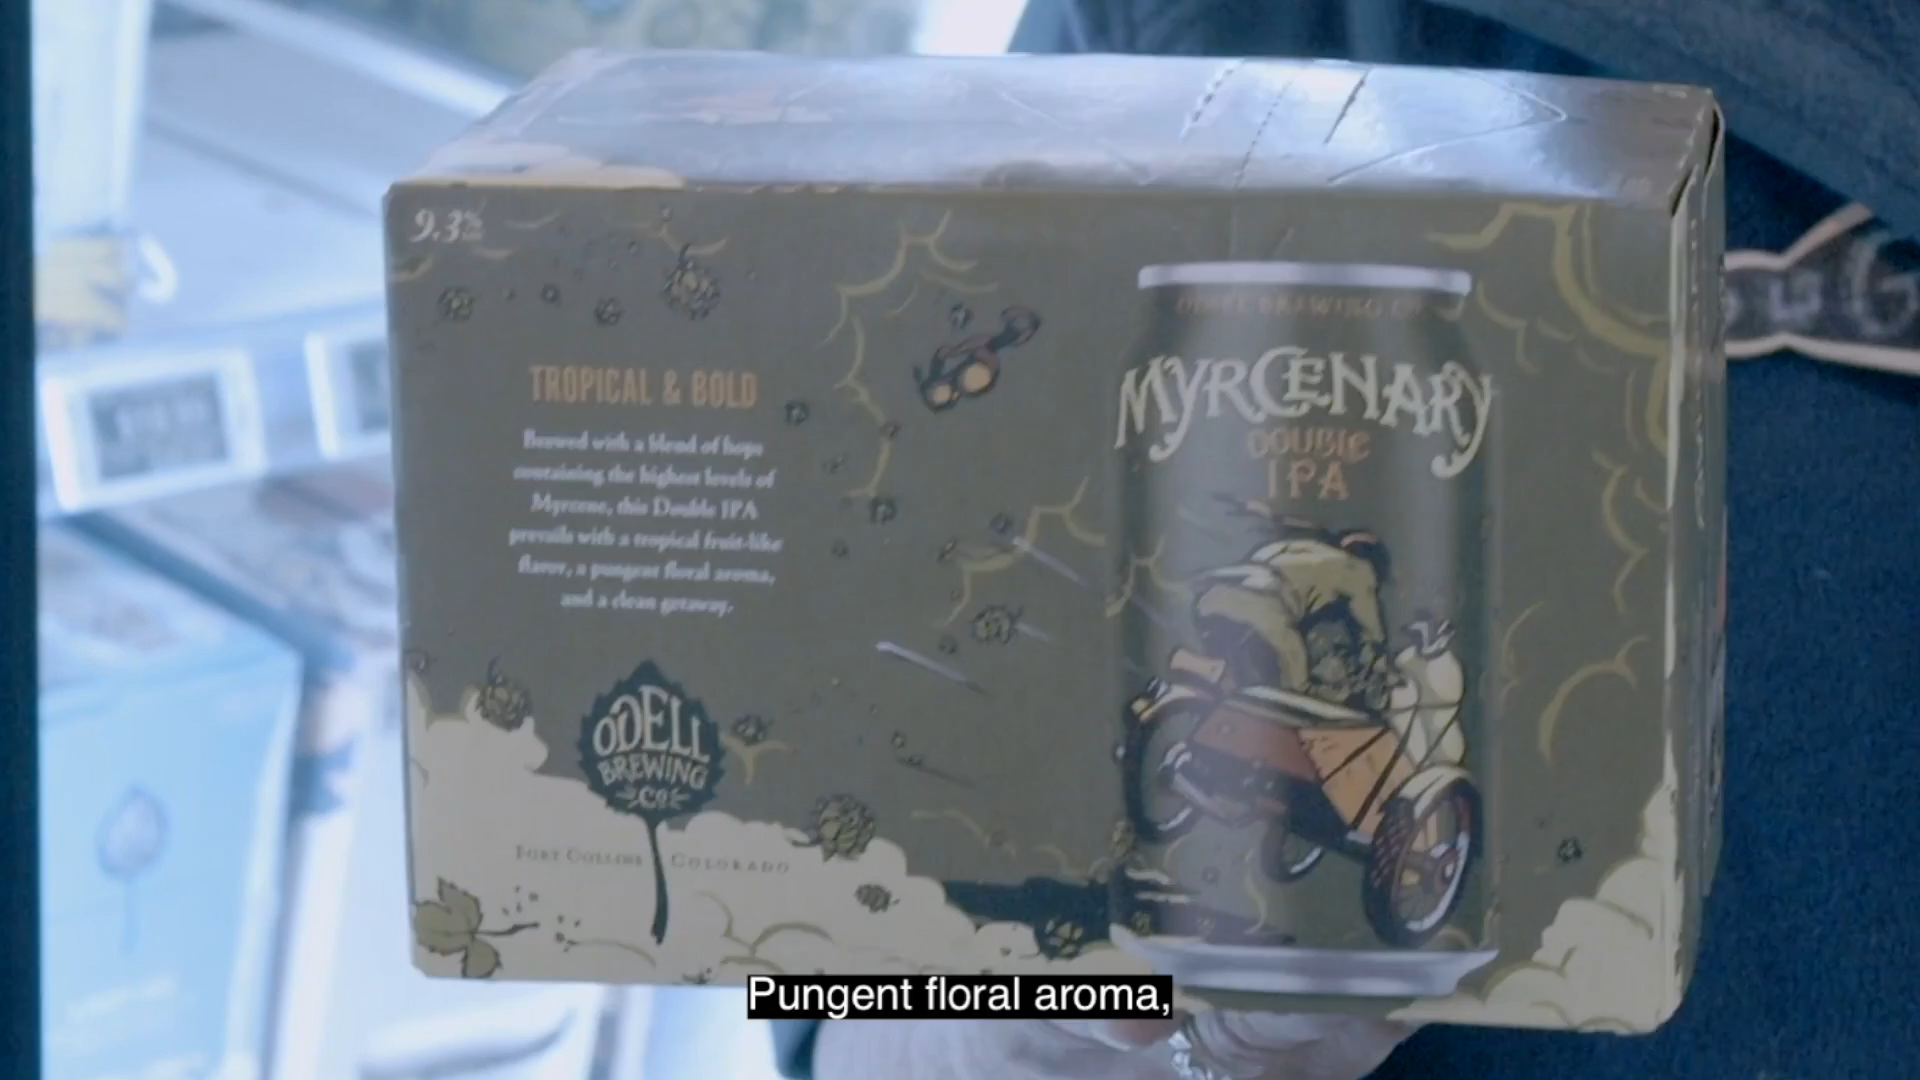 9.3%
TROPICAL & BOLD
Brewed with a blend of hops
containing the highest levels of
Myrcene, this Double IPA
prevails with a tropical fruit-like
flavor, a pungent floral aroma,
and a clean getaway.
ODELL
BREWING
CO
FORT COLLINS COLORADO
ODELL BREWING CO
MYRCENARY
DOUBLE
IPA
Pungent floral aroma,